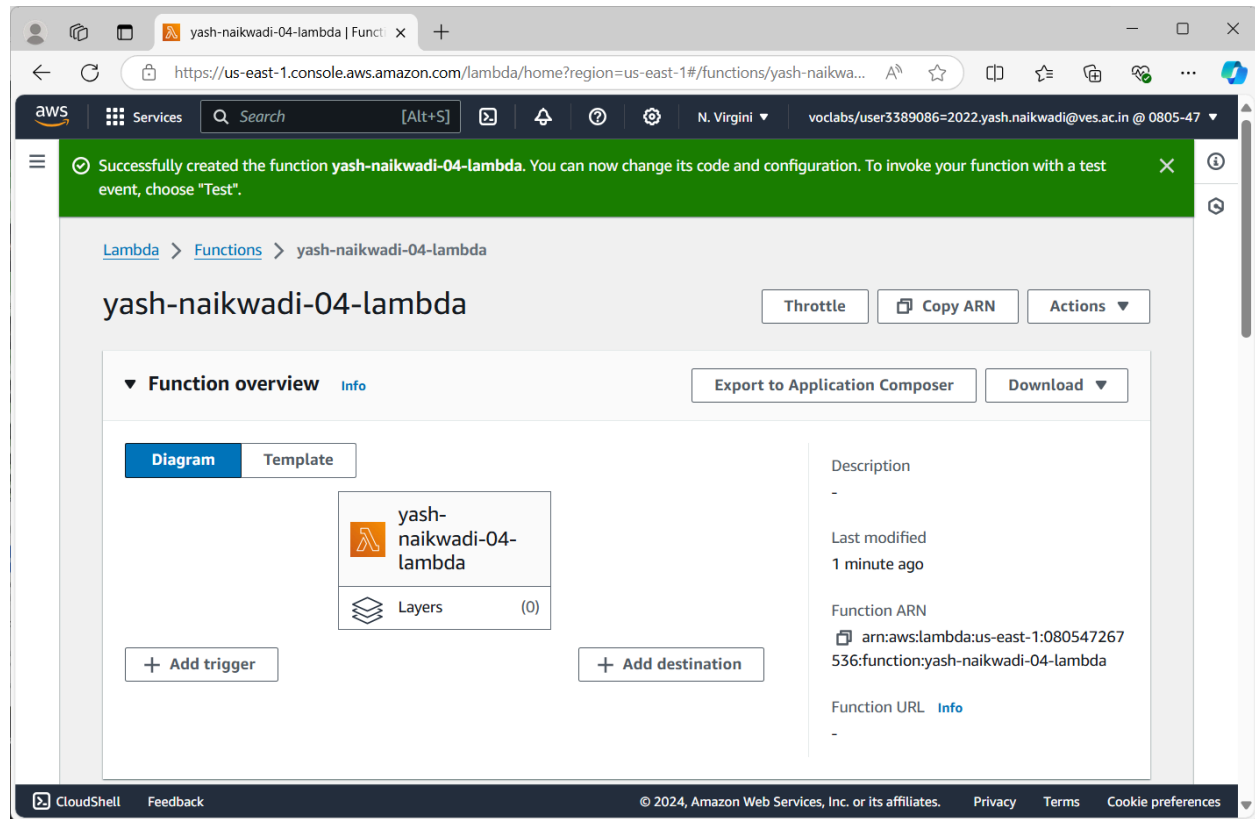 yash-naikwadi-04-lambda | Functi
https://us-east-1.console.aws.amazon.com/lambda/home?region=us-east-1#/functions/yash-naikwa...
aws
Services
Search
[Alt+S]
N. Virgini
voclabs/user3389086=2022.yash.naikwadi@ves.ac.in @ 0805-47
Successfully created the function yash-naikwadi-04-lambda. You can now change its code and configuration. To invoke your function with a test
event, choose "Test".
Lambda > Functions > yash-naikwadi-04-lambda
yash-naikwadi-04-lambda
Throttle
Copy ARN
Actions
Function overview Info
Export to Application Composer
Download
Diagram
Template
yash-
naikwadi-04-
lambda
Layers (0)
+ Add trigger
+ Add destination
Description
-
Last modified
1 minute ago
Function ARN
arn:aws:lambda:us-east-1:080547267
536:function:yash-naikwadi-04-lambda
Function URL Info
-
CloudShell
Feedback
© 2024, Amazon Web Services, Inc. or its affiliates.
Privacy
Terms
Cookie preferences